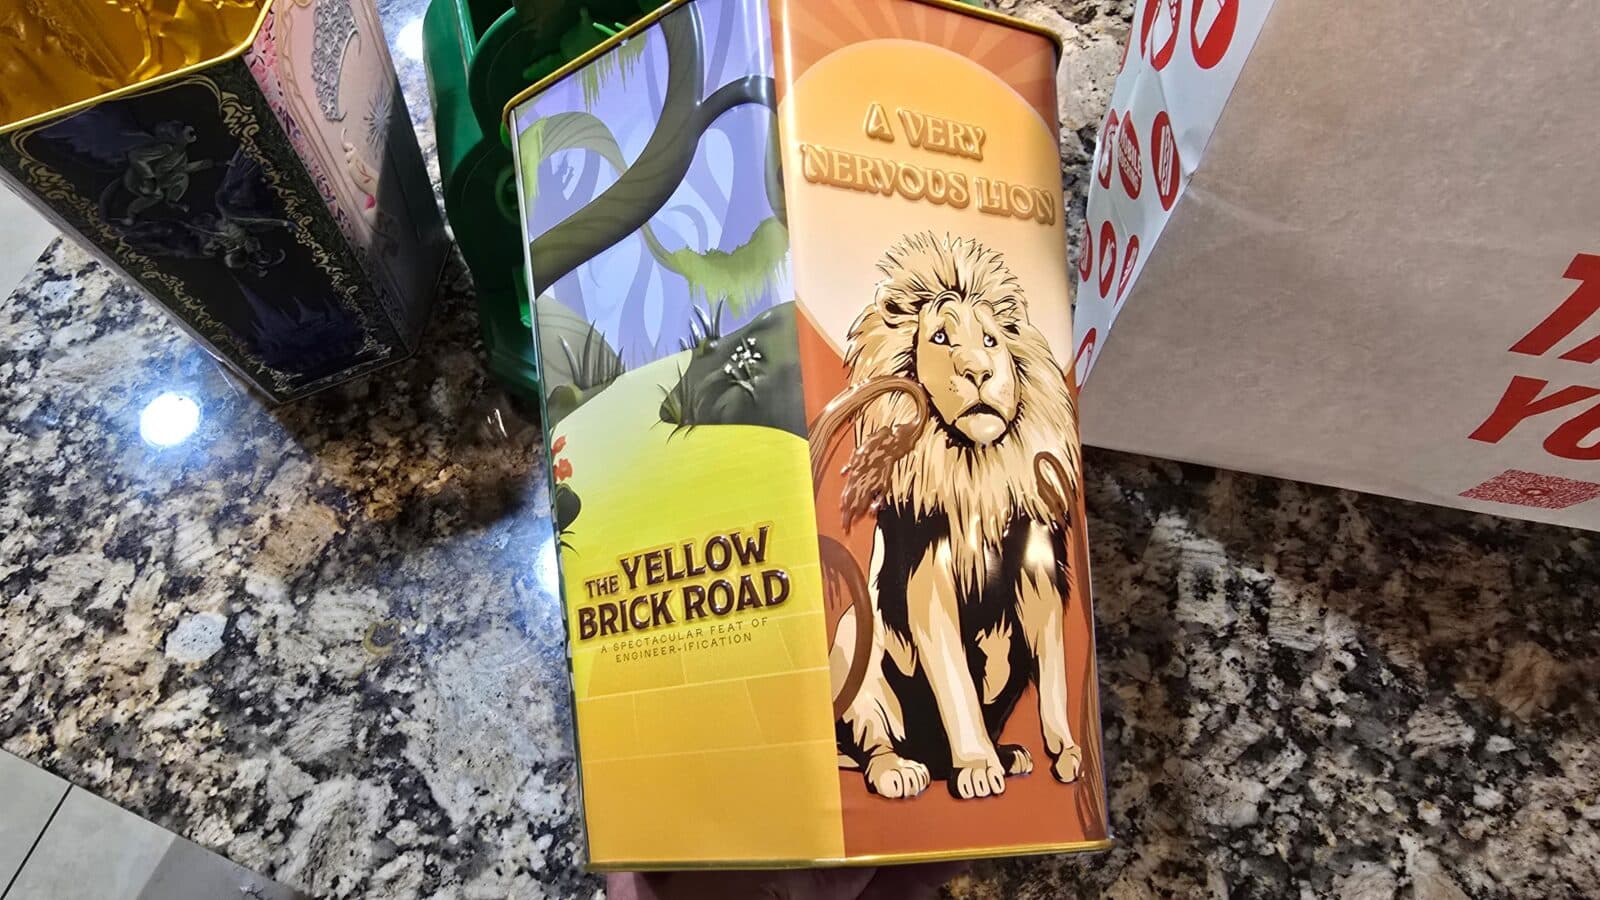 A VERY
NERVOUS LION
THE YELLOW
BRICK ROAD
A SPECTACULAR FEAT OF
ENGINEER-IFICATION